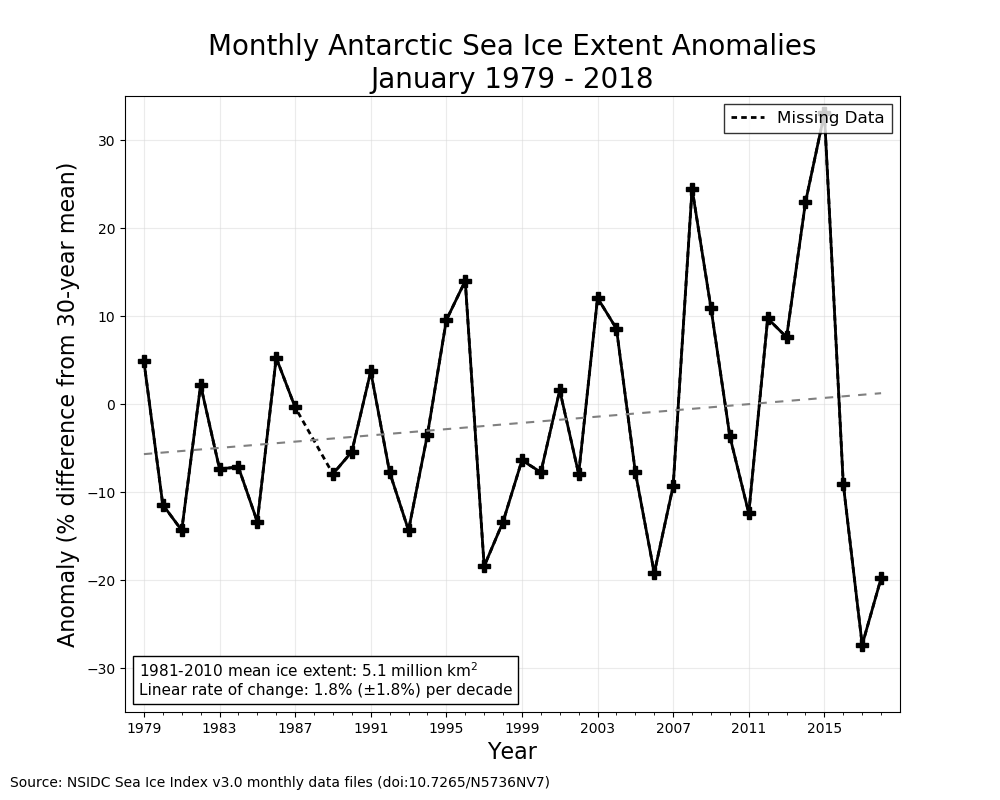 Monthly Antarctic Sea Ice Extent Anomalies
January 1979 - 2018
Missing Data
Anomaly (% difference from 30-year mean)
30
20
10
0
−10
−20
−30
1981-2010 mean ice extent: 5.1 million km²
Linear rate of change: 1.8% (±1.8%) per decade
1979 1983 1987 1991 1995 1999 2003 2007 2011 2015
Year
Source: NSIDC Sea Ice Index v3.0 monthly data files (doi:10.7265/N5736NV7)